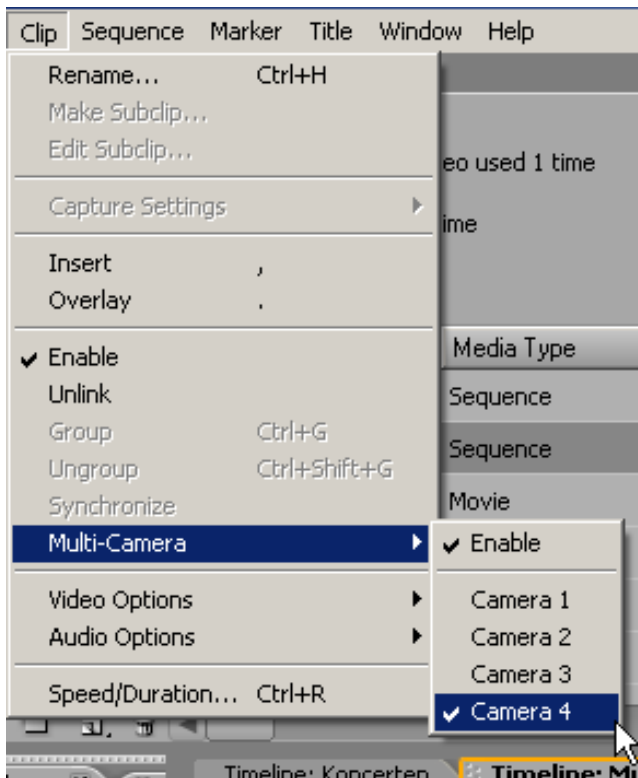 Clip Sequence Marker Title Window Help
Rename... Ctrl+H
Make Subclip...
Edit Subclip...
eo used 1 time
Capture Settings
ime
Insert ,
Overlay .
Enable
Media Type
Unlink
Sequence
Group Ctrl+G
Sequence
Ungroup Ctrl+Shift+G
Synchronize
Movie
Multi-Camera
Enable
Video Options
Camera 1
Audio Options
Camera 2
Camera 3
Speed/Duration... Ctrl+R
Camera 4
Timeline: Koncerten
Timeline: M